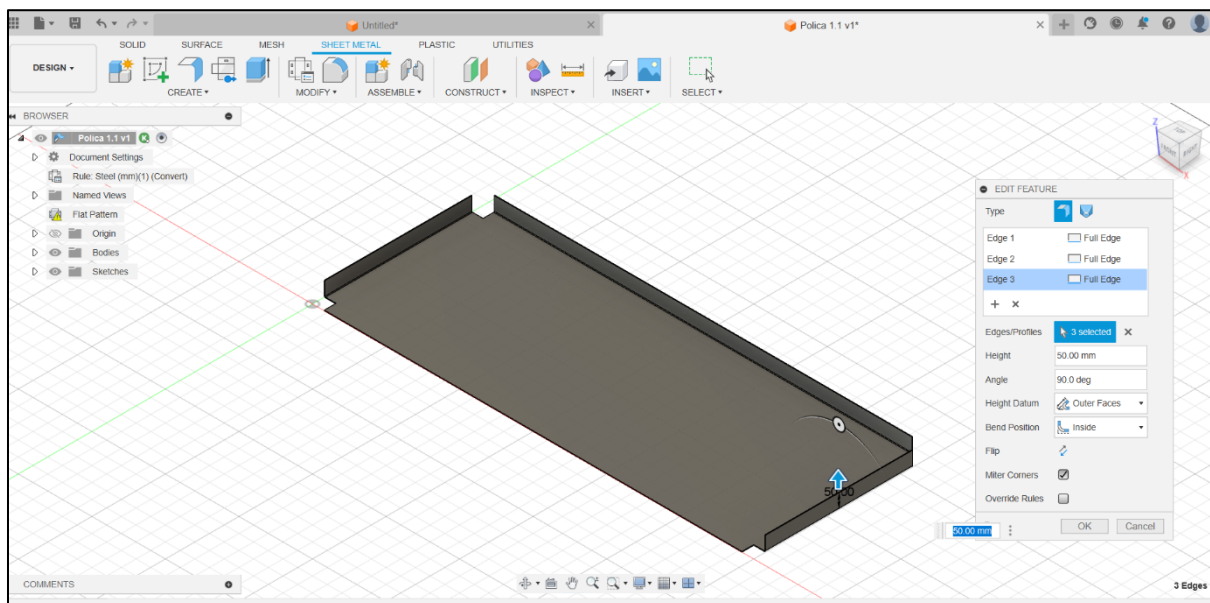 Untitled*
Polica 1.1 v1*
SOLID SURFACE MESH SHEET METAL PLASTIC UTILITIES
DESIGN
CREATE MODIFY ASSEMBLE CONSTRUCT INSPECT INSERT SELECT
BROWSER
Polica 1.1 v1
Document Settings
Rule: Steel (mm)(1) (Convert)
Named Views
Flat Pattern
Origin
Bodies
Sketches
Z
TOP
FRONT RIGHT
X
EDIT FEATURE
Type
Edge 1 Full Edge
Edge 2 Full Edge
Edge 3 Full Edge
Edges/Profiles 3 selected
Height 50.00 mm
Angle 90.0 deg
Height Datum Outer Faces
Bend Position Inside
Flip
Miter Corners
Override Rules
OK Cancel
50.00
50.00 mm
COMMENTS
3 Edges